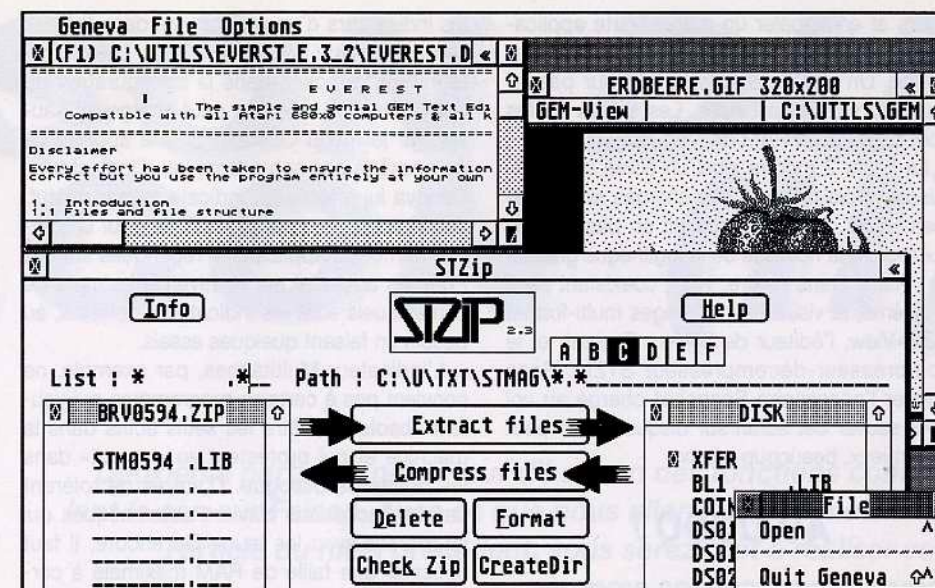 Geneva File Options
(F1) C:\UTILS\EVERST_E.3_2\EVEREST.D
E V E R E S T
The simple and genial GEM Text Edi
Compatible with all Atari 680x0 computers & all k
Disclaimer
Every effort has been taken to ensure the information
correct but you use the program entirely at your own
1. Introduction
1.1 Files and file structure
ERDBEERE.GIF 320x200
GEM-View C:\UTILS\GEM
STZip
Info
STZIP 2.3
Help
A B C D E F
List : * .* Path : C:\U\TXT\STMAG\*.*
BRV0594.ZIP
Extract files
DISK
STM0594 .LIB
Compress files
XFER
BLI .LIB
COIN
File
Delete
Format
DS01
Open
DS01
Check Zip
CreateDir
DS02
Quit Geneva